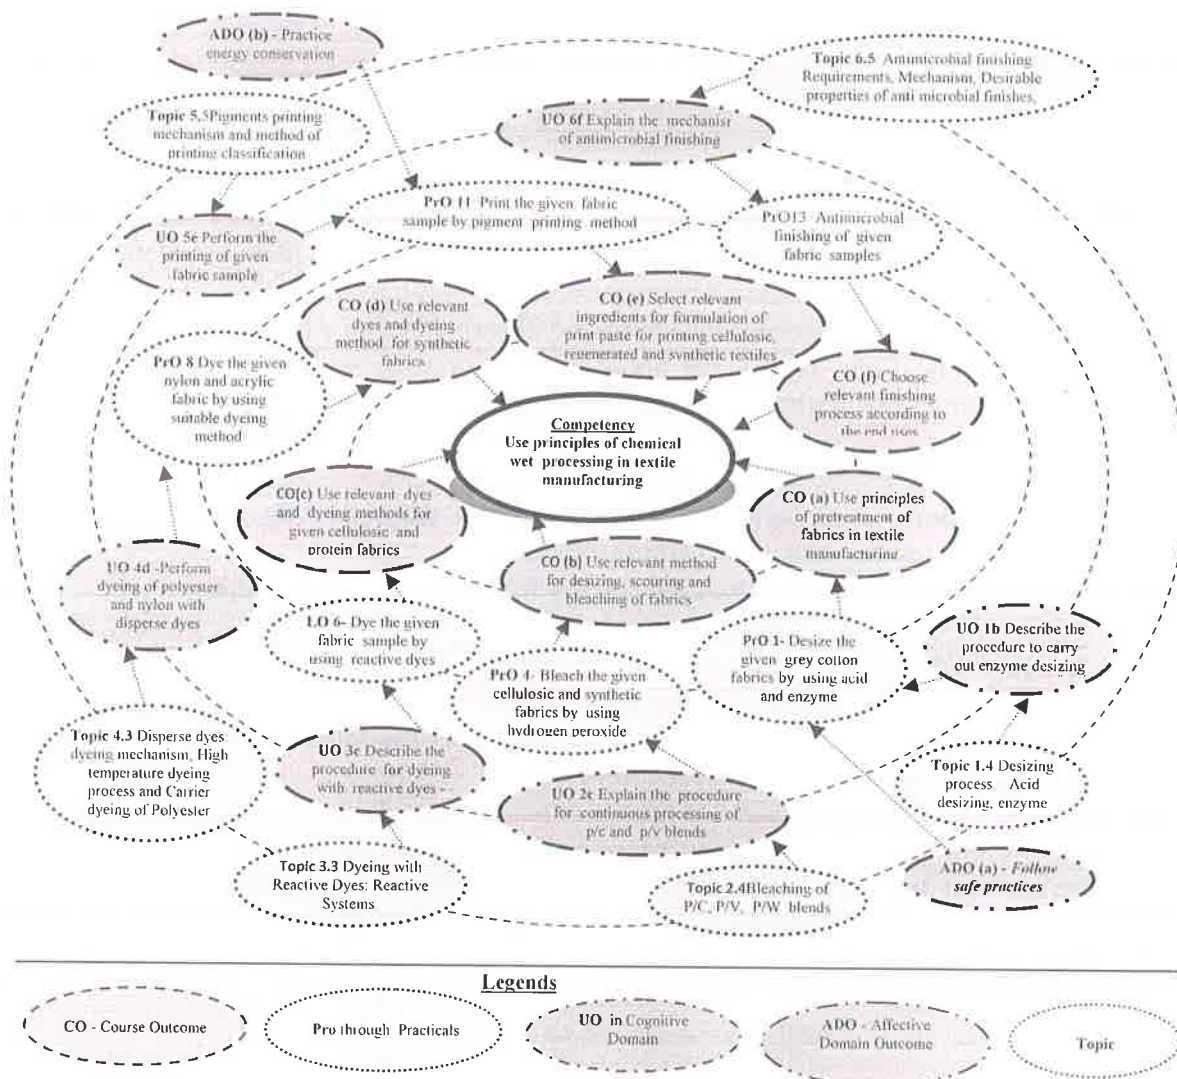 ADO (b) - Practice
energy conservation
Topic 6.5 Antimicrobial finishing
Requirements, Mechanism, Desirable
properties of anti microbial finishes,
Topic 5.5Pigments printing
mechanism and method of
printing classification
UO 6f Explain the mechanisr
of antimicrobial finishing
PrO 11 Print the given fabric
sample by pigment printing method
PrO13 Antimicrobial
finishing of given
fabric samples
UO 5e Perform the
printing of given
fabric sample
CO (d) Use relevant
dyes and dyeing
method for synthetic
fabrics
CO (e) Select relevant
ingredients for formulation of
print paste for printing cellulosic,
regenerated and synthetic textiles
PrO 8 Dye the given
nylon and acrylic
fabric by using
suitable dyeing
method
CO (f) Choose
relevant finishing
process according to
the end uses
Competency
Use principles of chemical
wet processing in textile
manufacturing
CO(c) Use relevant dyes
and dyeing methods for
given cellulosic and
protein fabrics
CO (a) Use principles
of pretreatment of
fabrics in textile
manufacturing
CO (b) Use relevant method
for desizing, scouring and
bleaching of fabrics
UO 4d -Perform
dyeing of polyester
and nylon with
disperse dyes
LO 6- Dye the given
fabric sample by
using reactive dyes
PrO 4- Bleach the given
cellulosic and synthetic
fabrics by using
hydrogen peroxide
PrO 1- Desize the
given grey cotton
fabrics by using acid
and enzyme
UO 1b Describe the
procedure to carry
out enzyme desizing
Topic 4.3 Disperse dyes
dyeing mechanism, High
temperature dyeing
process and Carrier
dyeing of Polyester
UO 3c Describe the
procedure for dyeing
with reactive dyes -
UO 2c Explain the procedure
for continuous processing of
p/c and p/v blends
Topic 1.4 Desizing
process Acid
desizing, enzyme
Topic 3.3 Dyeing with
Reactive Dyes: Reactive
Systems
Topic 2.4Bleaching of
P/C, P/V, P/W blends
ADO (a) - Follow
safe practices
Legends
CO - Course Outcome
Pro through Practicals
UO in Cognitive
Domain
ADO - Affective
Domain Outcome
Topic